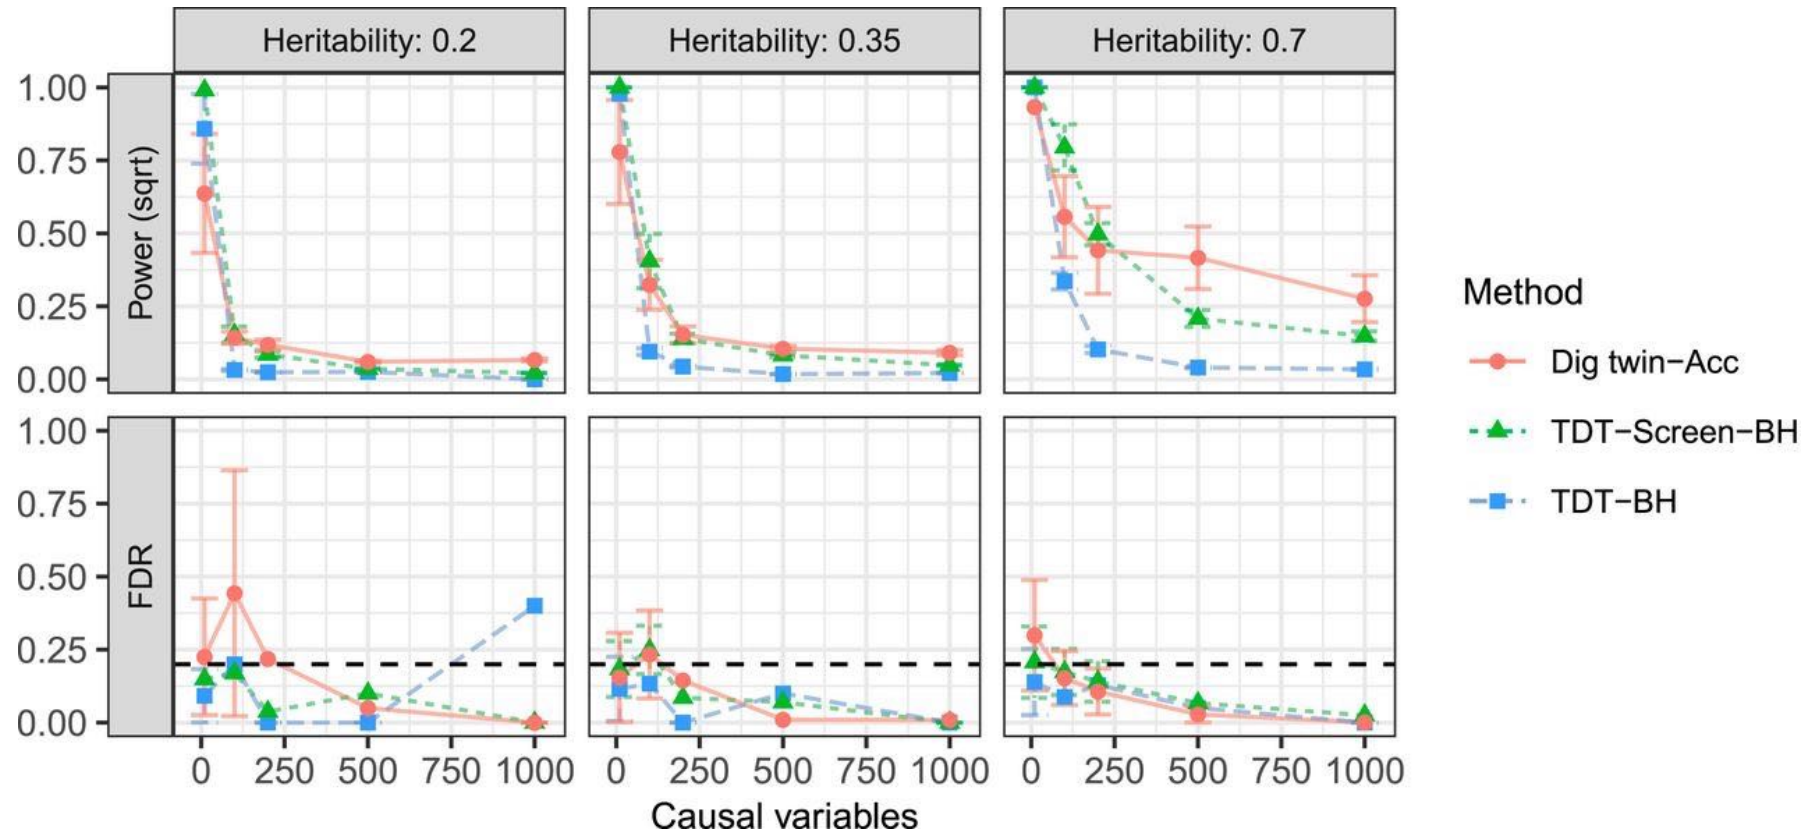 Heritability: 0.2
Heritability: 0.35
Heritability: 0.7
Power (sqrt)
1.00
0.75
0.50
0.25
0.00
FDR
1.00
0.75
0.50
0.25
0.00
0 250 500 750 1000
0 250 500 750 1000
0 250 500 750 1000
Causal variables
Method
Dig twin−Acc
TDT−Screen−BH
TDT−BH